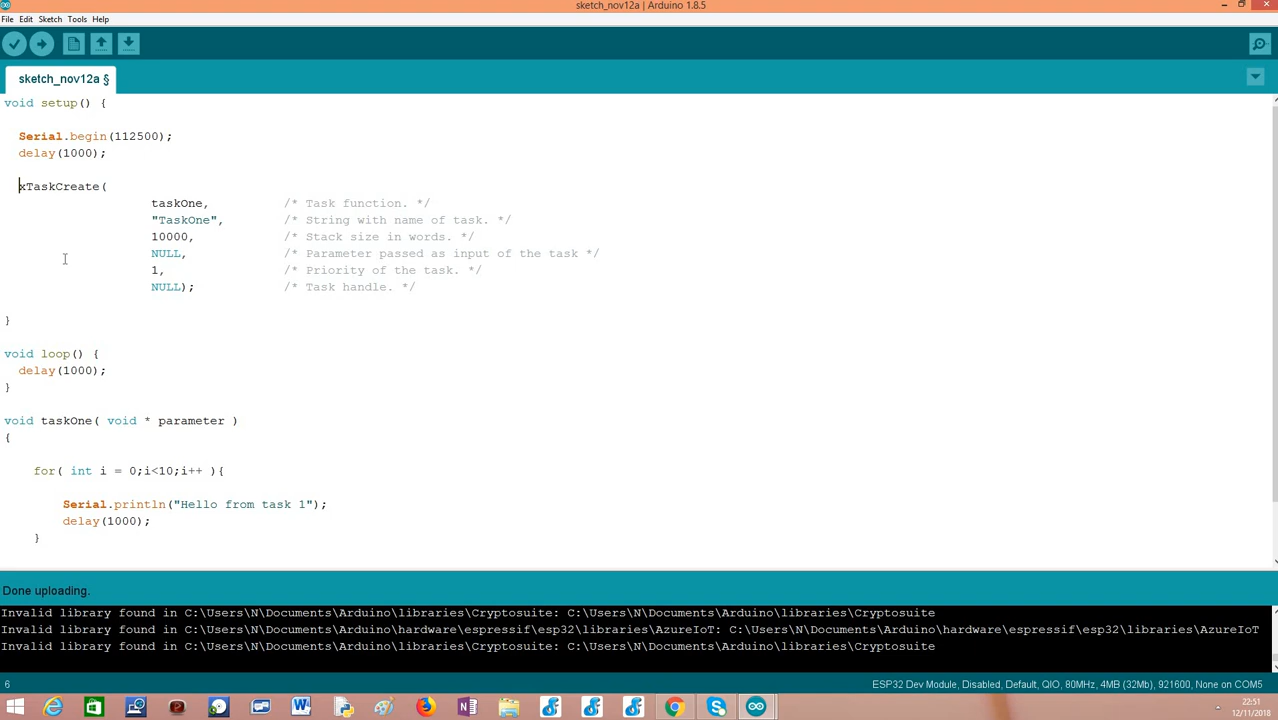 sketch_nov12a | Arduino 1.8.5
File Edit Sketch Tools Help
sketch_nov12a §
void setup() {
Serial.begin(112500);
delay(1000);
xTaskCreate(
taskOne, /* Task function. */
"TaskOne", /* String with name of task. */
10000, /* Stack size in words. */
NULL, /* Parameter passed as input of the task */
1, /* Priority of the task. */
NULL); /* Task handle. */
}
void loop() {
delay(1000);
}
void taskOne( void * parameter )
{
for( int i = 0;i<10;i++ ){
Serial.println("Hello from task 1");
delay(1000);
}
Done uploading.
Invalid library found in C:\Users\N\Documents\Arduino\libraries\Cryptosuite: C:\Users\N\Documents\Arduino\libraries\Cryptosuite
Invalid library found in C:\Users\N\Documents\Arduino\hardware\espressif\esp32\libraries\AzureIoT: C:\Users\N\Documents\Arduino\hardware\espressif\esp32\libraries\AzureIoT
Invalid library found in C:\Users\N\Documents\Arduino\libraries\Cryptosuite: C:\Users\N\Documents\Arduino\libraries\Cryptosuite
6 ESP32 Dev Module, Disabled, Default, QIO, 80MHz, 4MB (32Mb), 921600, None on COM5
22:51
12/11/2018